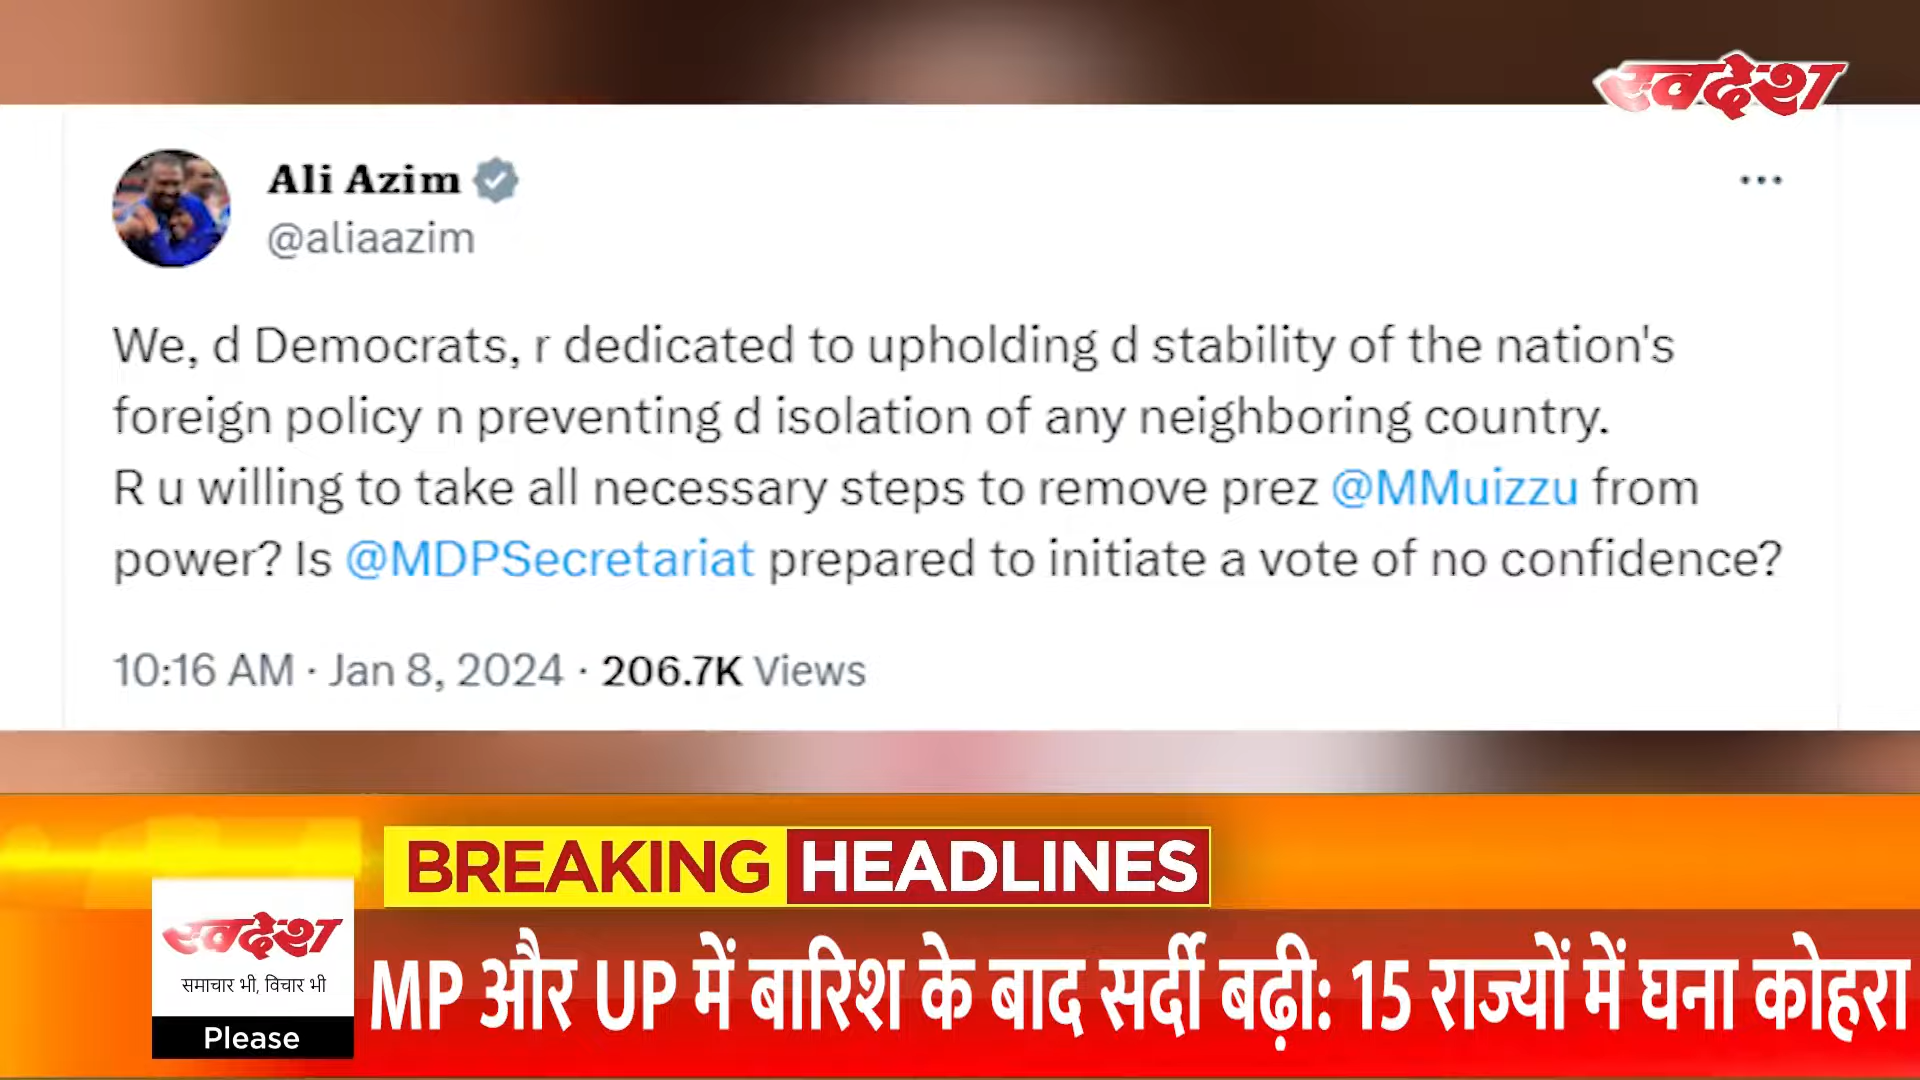 स्वदेश
Ali Azim
@aliaazim
We, d Democrats, r dedicated to upholding d stability of the nation's
foreign policy n preventing d isolation of any neighboring country.
R u willing to take all necessary steps to remove prez @MMuizzu from
power? Is @MDPSecretariat prepared to initiate a vote of no confidence?
10:16 AM · Jan 8, 2024 · 206.7K Views
BREAKING HEADLINES
स्वदेश
समाचार भी, विचार भी
Please
MP और UP में बारिश के बाद सर्दी बढ़ी: 15 राज्यों में घना कोहरा